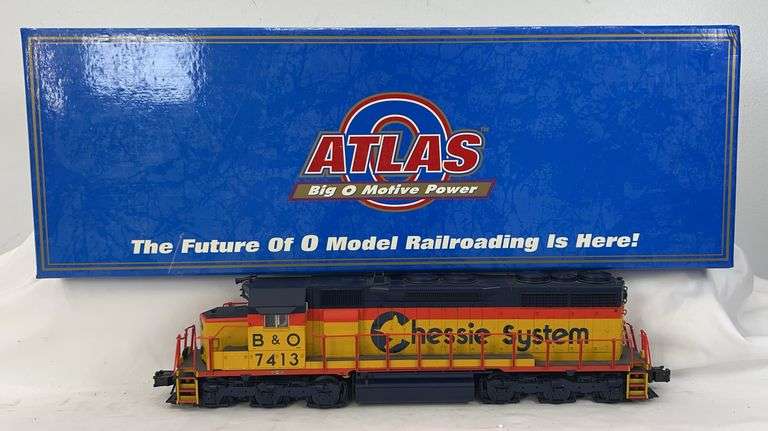 ATLAS
Big O Motive Power
The Future Of O Model Railroading Is Here!
B & O
7413
Chessie System